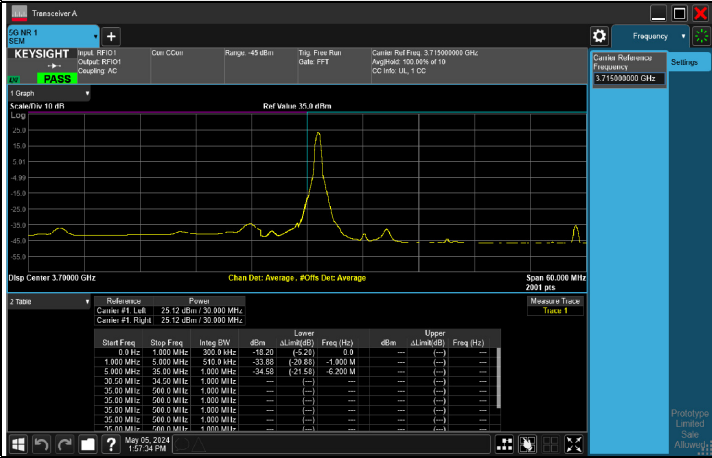 Transceiver A
5G NR 1
SEM
Frequency
KEYSIGHT
PASS
Input: RFIO1
Output: RFIO1
Coupling: AC
Corr CCorr
Range: -45 dBm
Trig: Free Run
Gate: FFT
Carrier Ref Freq: 3.715000000 GHz
Avg|Hold: 100.00% of 10
CC Info: UL, 1 CC
Carrier Reference
Frequency
3.715000000 GHz
Settings
1 Graph
Scale/Div 10 dB
Ref Value 35.0 dBm
Log
25.0
15.0
5.00
-5.00
-15.0
-25.0
-35.0
-45.0
-55.0
Disp Center 3.70000 GHz
Chan Det: Average , #Offs Det: Average
Span 60.000 MHz
2001 pts
2 Table
Reference Power
Carrier #1. Left 25.12 dBm / 30.000 MHz
Carrier #1. Right 25.12 dBm / 30.000 MHz
Measure Trace
Trace 1
Lower Upper
Start Freq Stop Freq Integ BW dBm ΔLimit(dB) Freq (Hz) dBm ΔLimit(dB) Freq (Hz)
0.0 Hz 1.000 MHz 300.0 kHz -18.20 (-5.20) 0.0 --- (---) ---
1.000 MHz 5.000 MHz 510.0 kHz -33.88 (-20.88) -1.000 M --- (---) ---
5.000 MHz 35.00 MHz 1.000 MHz -34.58 (-21.58) -6.200 M --- (---) ---
30.50 MHz 34.50 MHz 1.000 MHz --- (---) --- --- (---) ---
35.00 MHz 500.0 MHz 1.000 MHz --- (---) --- --- (---) ---
35.00 MHz 500.0 MHz 1.000 MHz --- (---) --- --- (---) ---
35.00 MHz 500.0 MHz 1.000 MHz --- (---) --- --- (---) ---
35.00 MHz 500.0 MHz 1.000 MHz --- (---) --- --- (---) ---
35.00 MHz 500.0 MHz 1.000 MHz --- (---) --- --- (---) ---
May 05, 2024
1:57:34 PM
Prototype
Limited
Sale
Allowed